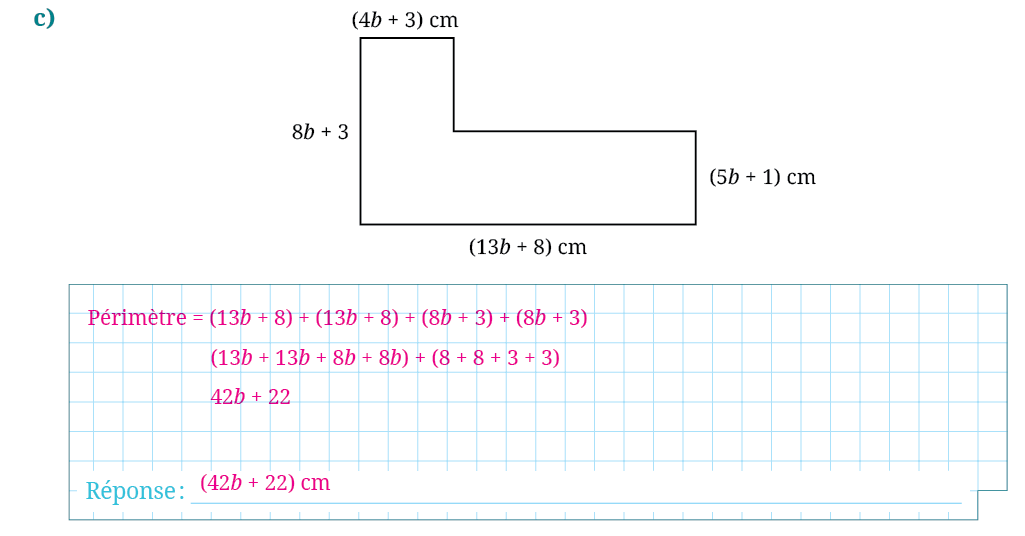 c)
(4b + 3) cm
8b + 3
(5b + 1) cm
(13b + 8) cm
Périmètre = (13b + 8) + (13b + 8) + (8b + 3) + (8b + 3)
(13b + 13b + 8b + 8b) + (8 + 8 + 3 + 3)
42b + 22
Réponse : (42b + 22) cm